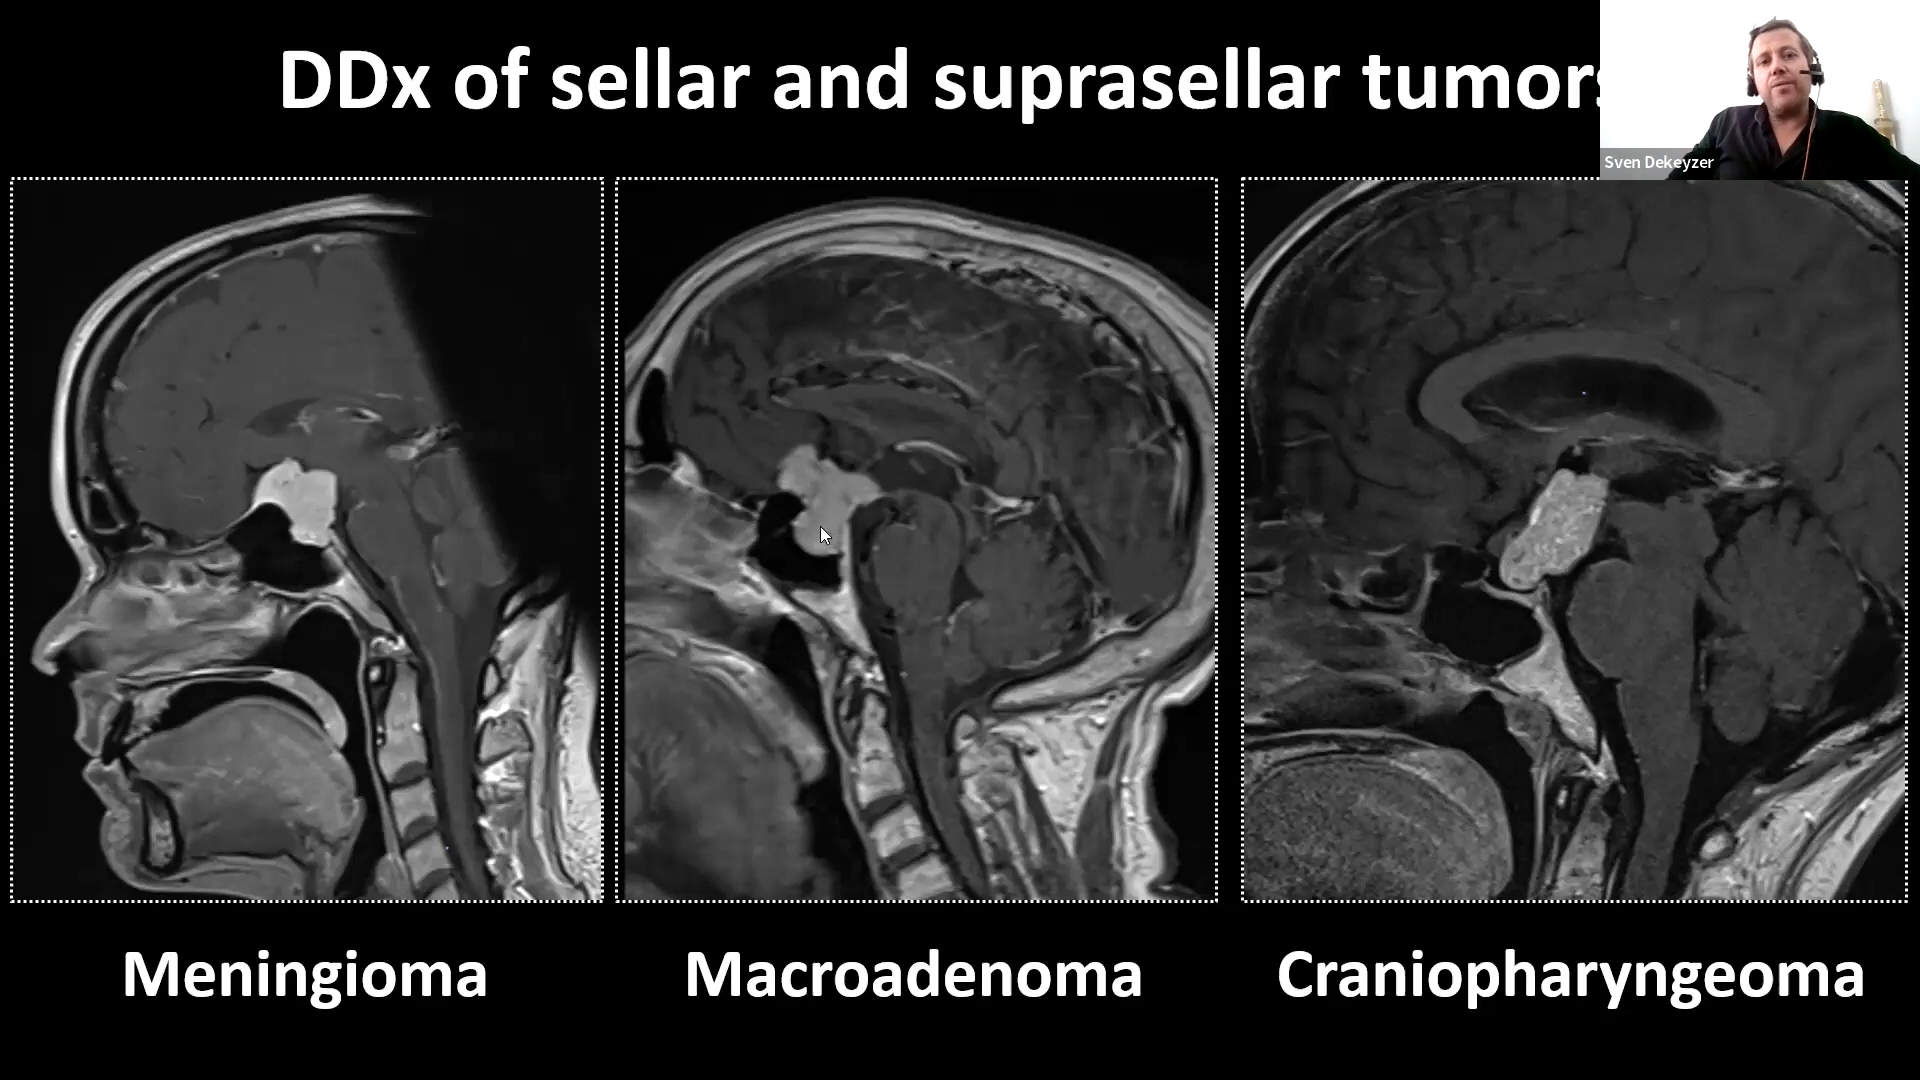 DDx of sellar and suprasellar tumors
Sven Dekeyzer
Meningioma
Macroadenoma
Craniopharyngeoma